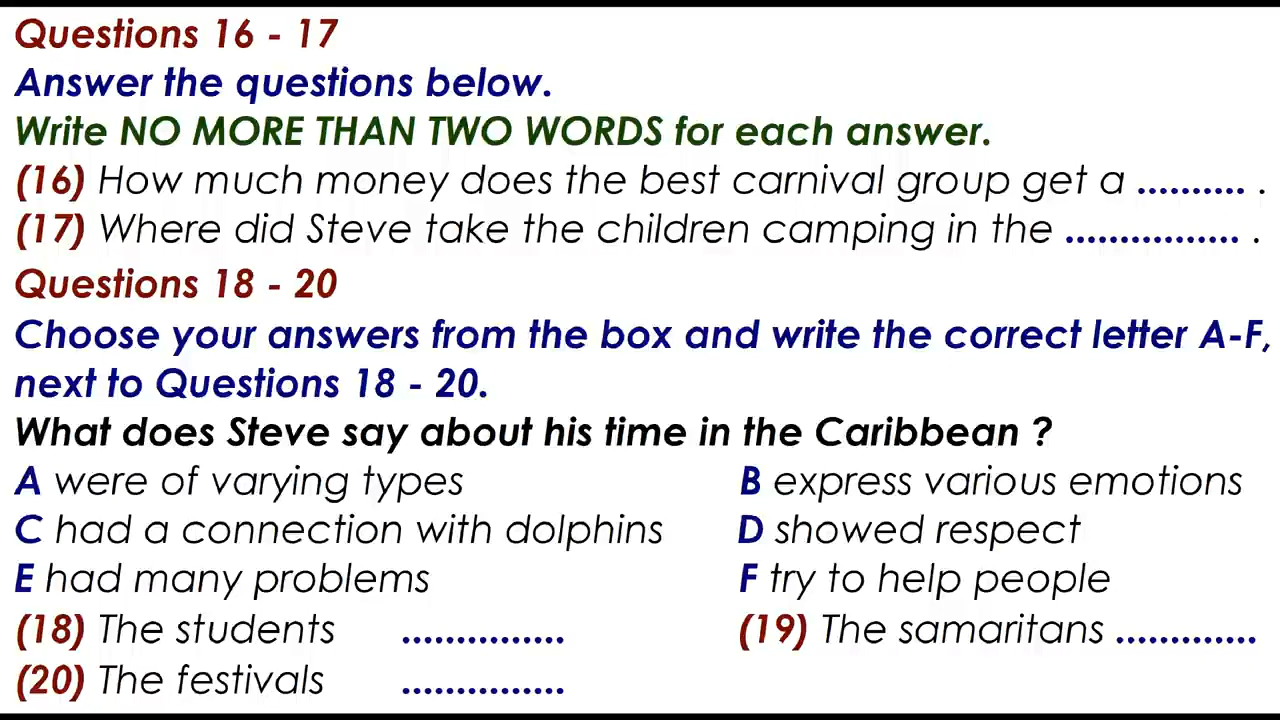 Questions 16 - 17
Answer the questions below.
Write NO MORE THAN TWO WORDS for each answer.
(16) How much money does the best carnival group get a .......... .
(17) Where did Steve take the children camping in the ................ .
Questions 18 - 20
Choose your answers from the box and write the correct letter A-F,
next to Questions 18 - 20.
What does Steve say about his time in the Caribbean ?
A were of varying types B express various emotions
C had a connection with dolphins D showed respect
E had many problems F try to help people
(18) The students ............... (19) The samaritans .............
(20) The festivals ...............